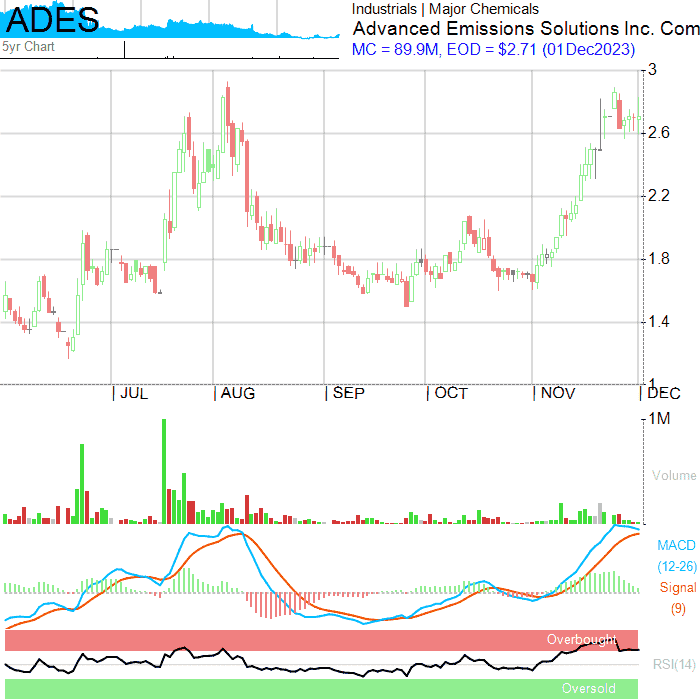 ADES
5yr Chart
Industrials | Major Chemicals
Advanced Emissions Solutions Inc. Com
MC = 89.9M, EOD = $2.71 (01Dec2023)
3
2.6
2.2
1.8
1.4
1
JUL
AUG
SEP
OCT
NOV
DEC
1M
Volume
MACD
(12-26)
Signal
(9)
Overbought
RSI(14)
Oversold